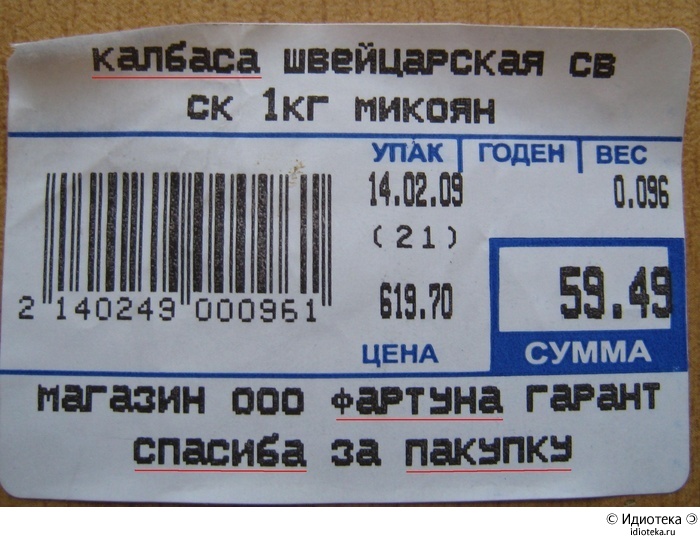 калбаса швейцарская св
ск 1кг микоян
УПАК ГОДЕН ВЕС
14.02.09 0.096
(21)
619.70 59.49
2 140249 000961
ЦЕНА СУММА
магазин ооо фартуна гарант
спасиба за пакупку
© Идиотека
idioteka.ru